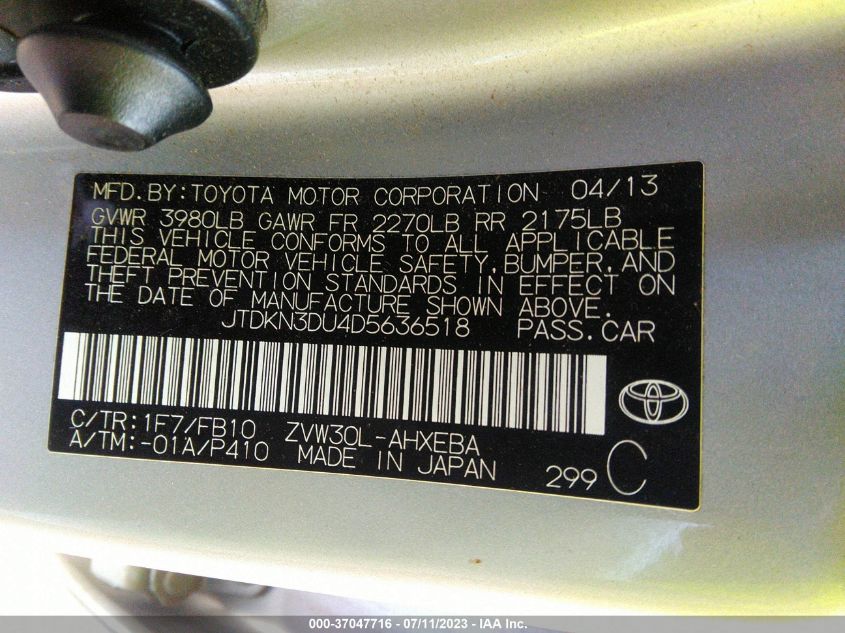 MFD.BY:TOYOTA MOTOR CORPORATION 04/13
GVWR 3980LB GAWR FR 2270LB RR 2175LB
THIS VEHICLE CONFORMS TO ALL APPLICABLE
FEDERAL MOTOR VEHICLE SAFETY,BUMPER,AND
THEFT PREVENTION STANDARDS IN EFFECT ON
THE DATE OF MANUFACTURE SHOWN ABOVE.
JTDKN3DU4D5636518 PASS.CAR
C/TR:1F7/FB10 ZVW30L-AHXEBA
A/TM:-01A/P410 MADE IN JAPAN
299 C
000-37047716 - 07/11/2023 - IAA Inc.